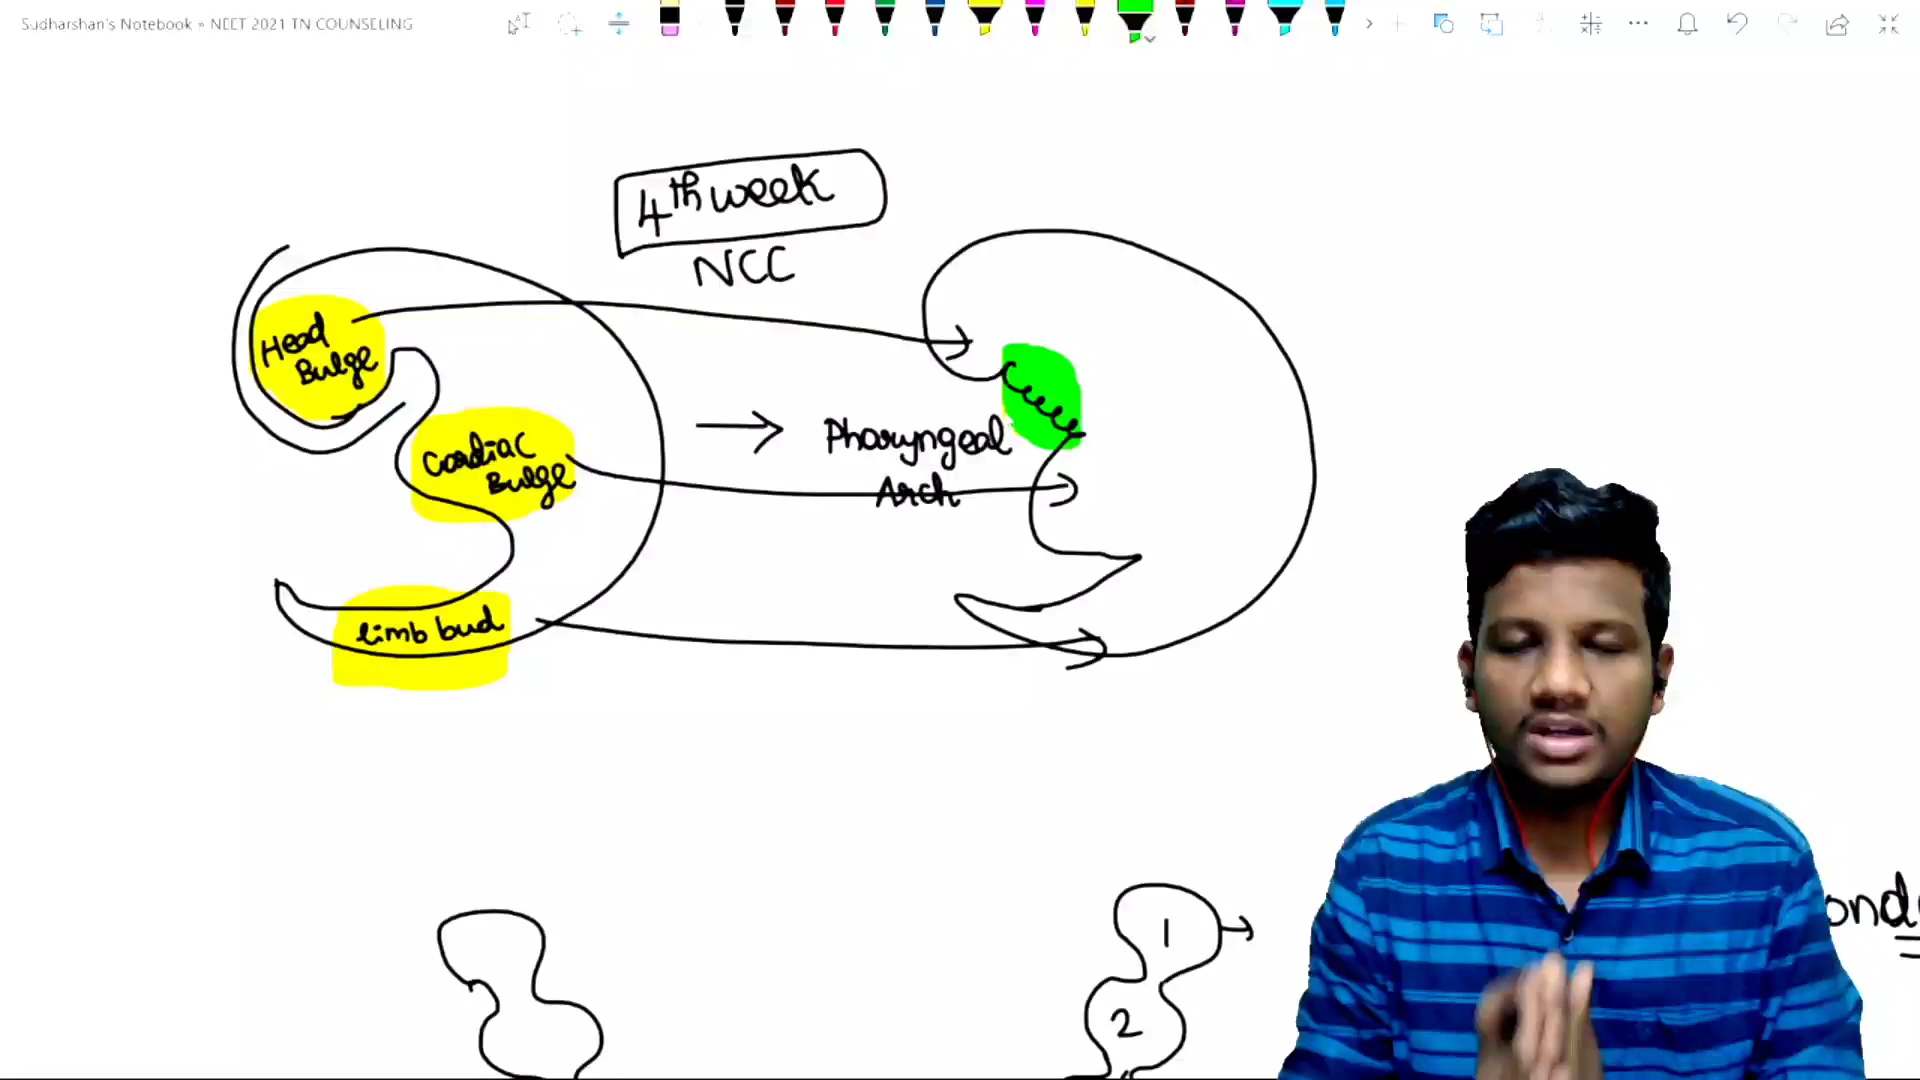 Sudharshan's Notebook » NEET 2021 TN COUNSELING
4th week
NCC
Head
Bulge
Cardiac
Bulge
Pharyngeal
Arch
limb bud
1
2